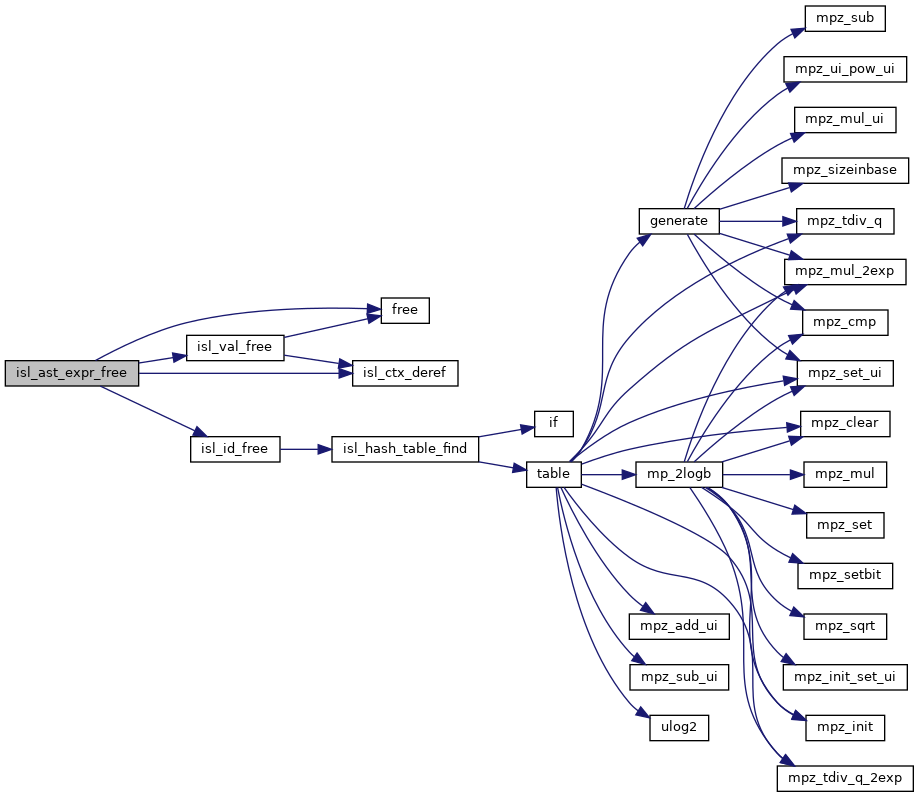 isl_ast_expr_free
isl_val_free
isl_id_free
free
isl_ctx_deref
isl_hash_table_find
if
table
generate
mp_2logb
mpz_add_ui
mpz_sub_ui
ulog2
mpz_sub
mpz_ui_pow_ui
mpz_mul_ui
mpz_sizeinbase
mpz_tdiv_q
mpz_mul_2exp
mpz_cmp
mpz_set_ui
mpz_clear
mpz_mul
mpz_set
mpz_setbit
mpz_sqrt
mpz_init_set_ui
mpz_init
mpz_tdiv_q_2exp